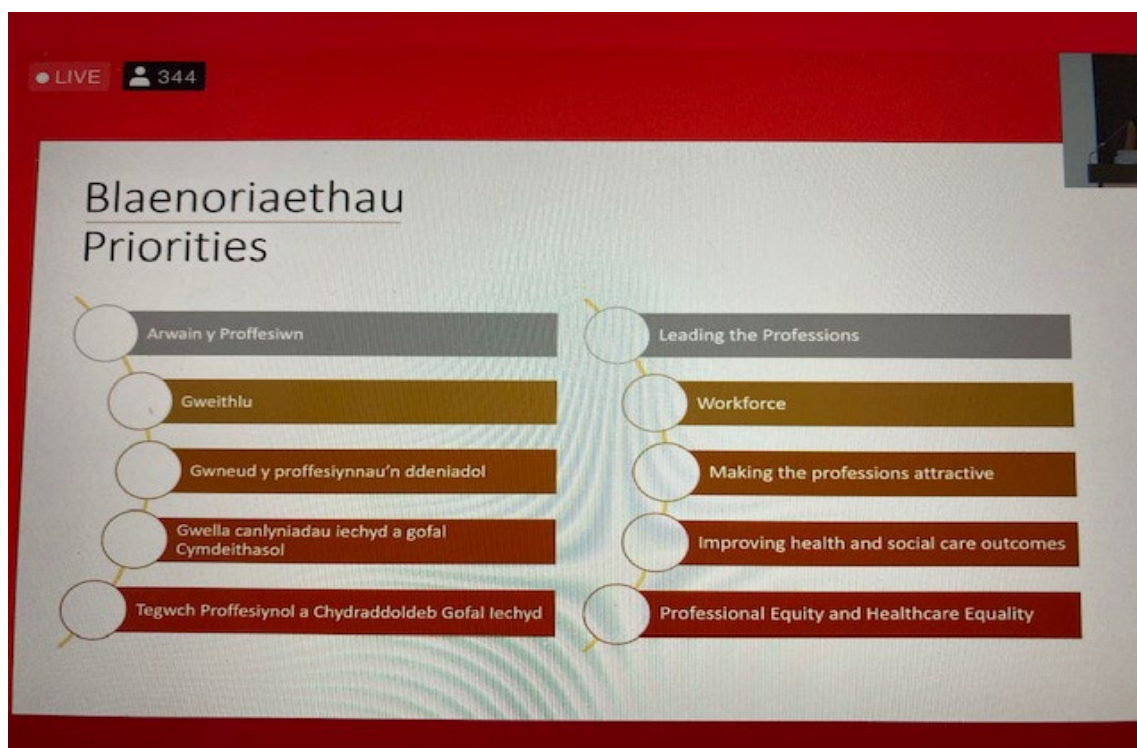 LIVE 344
Blaenoriaethau
Priorities
Arwain y Proffesiwn
Gweithlu
Gwneud y proffesiynnau'n ddeniadol
Gwella canlyniadau iechyd a gofal
Cymdeithasol
Tegwch Proffesiynol a Chydraddoldeb Gofal Iechyd
Leading the Professions
Workforce
Making the professions attractive
Improving health and social care outcomes
Professional Equity and Healthcare Equality